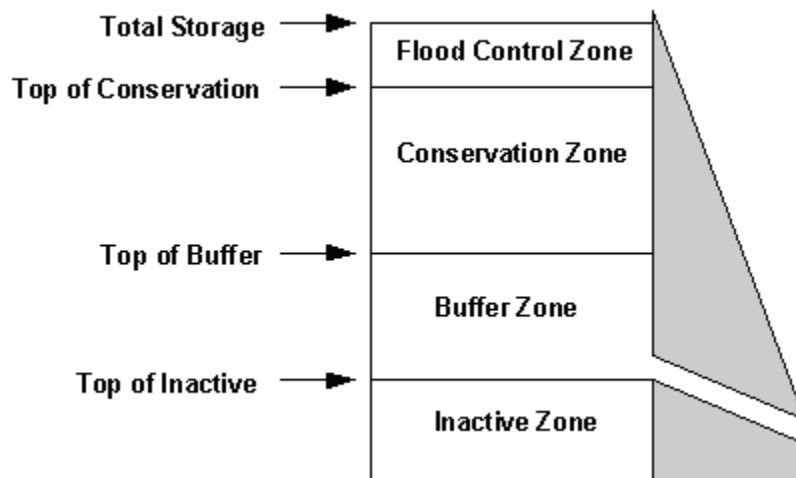 Total Storage
Flood Control Zone
Top of Conservation
Conservation Zone
Top of Buffer
Buffer Zone
Top of Inactive
Inactive Zone